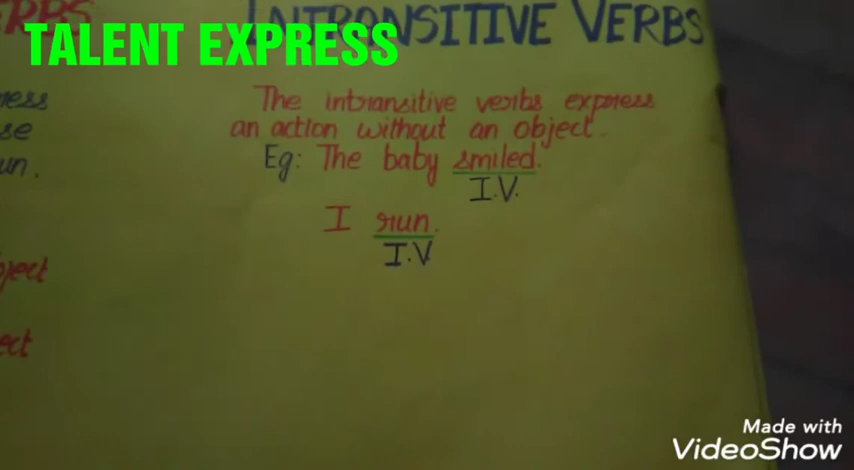 INTRANSITIVE VERBS
TALENT EXPRESS
The intransitive verbs express
an action without an object.
Eg: The baby smiled.
I.V.
I run.
I.V
Made with
VideoShow